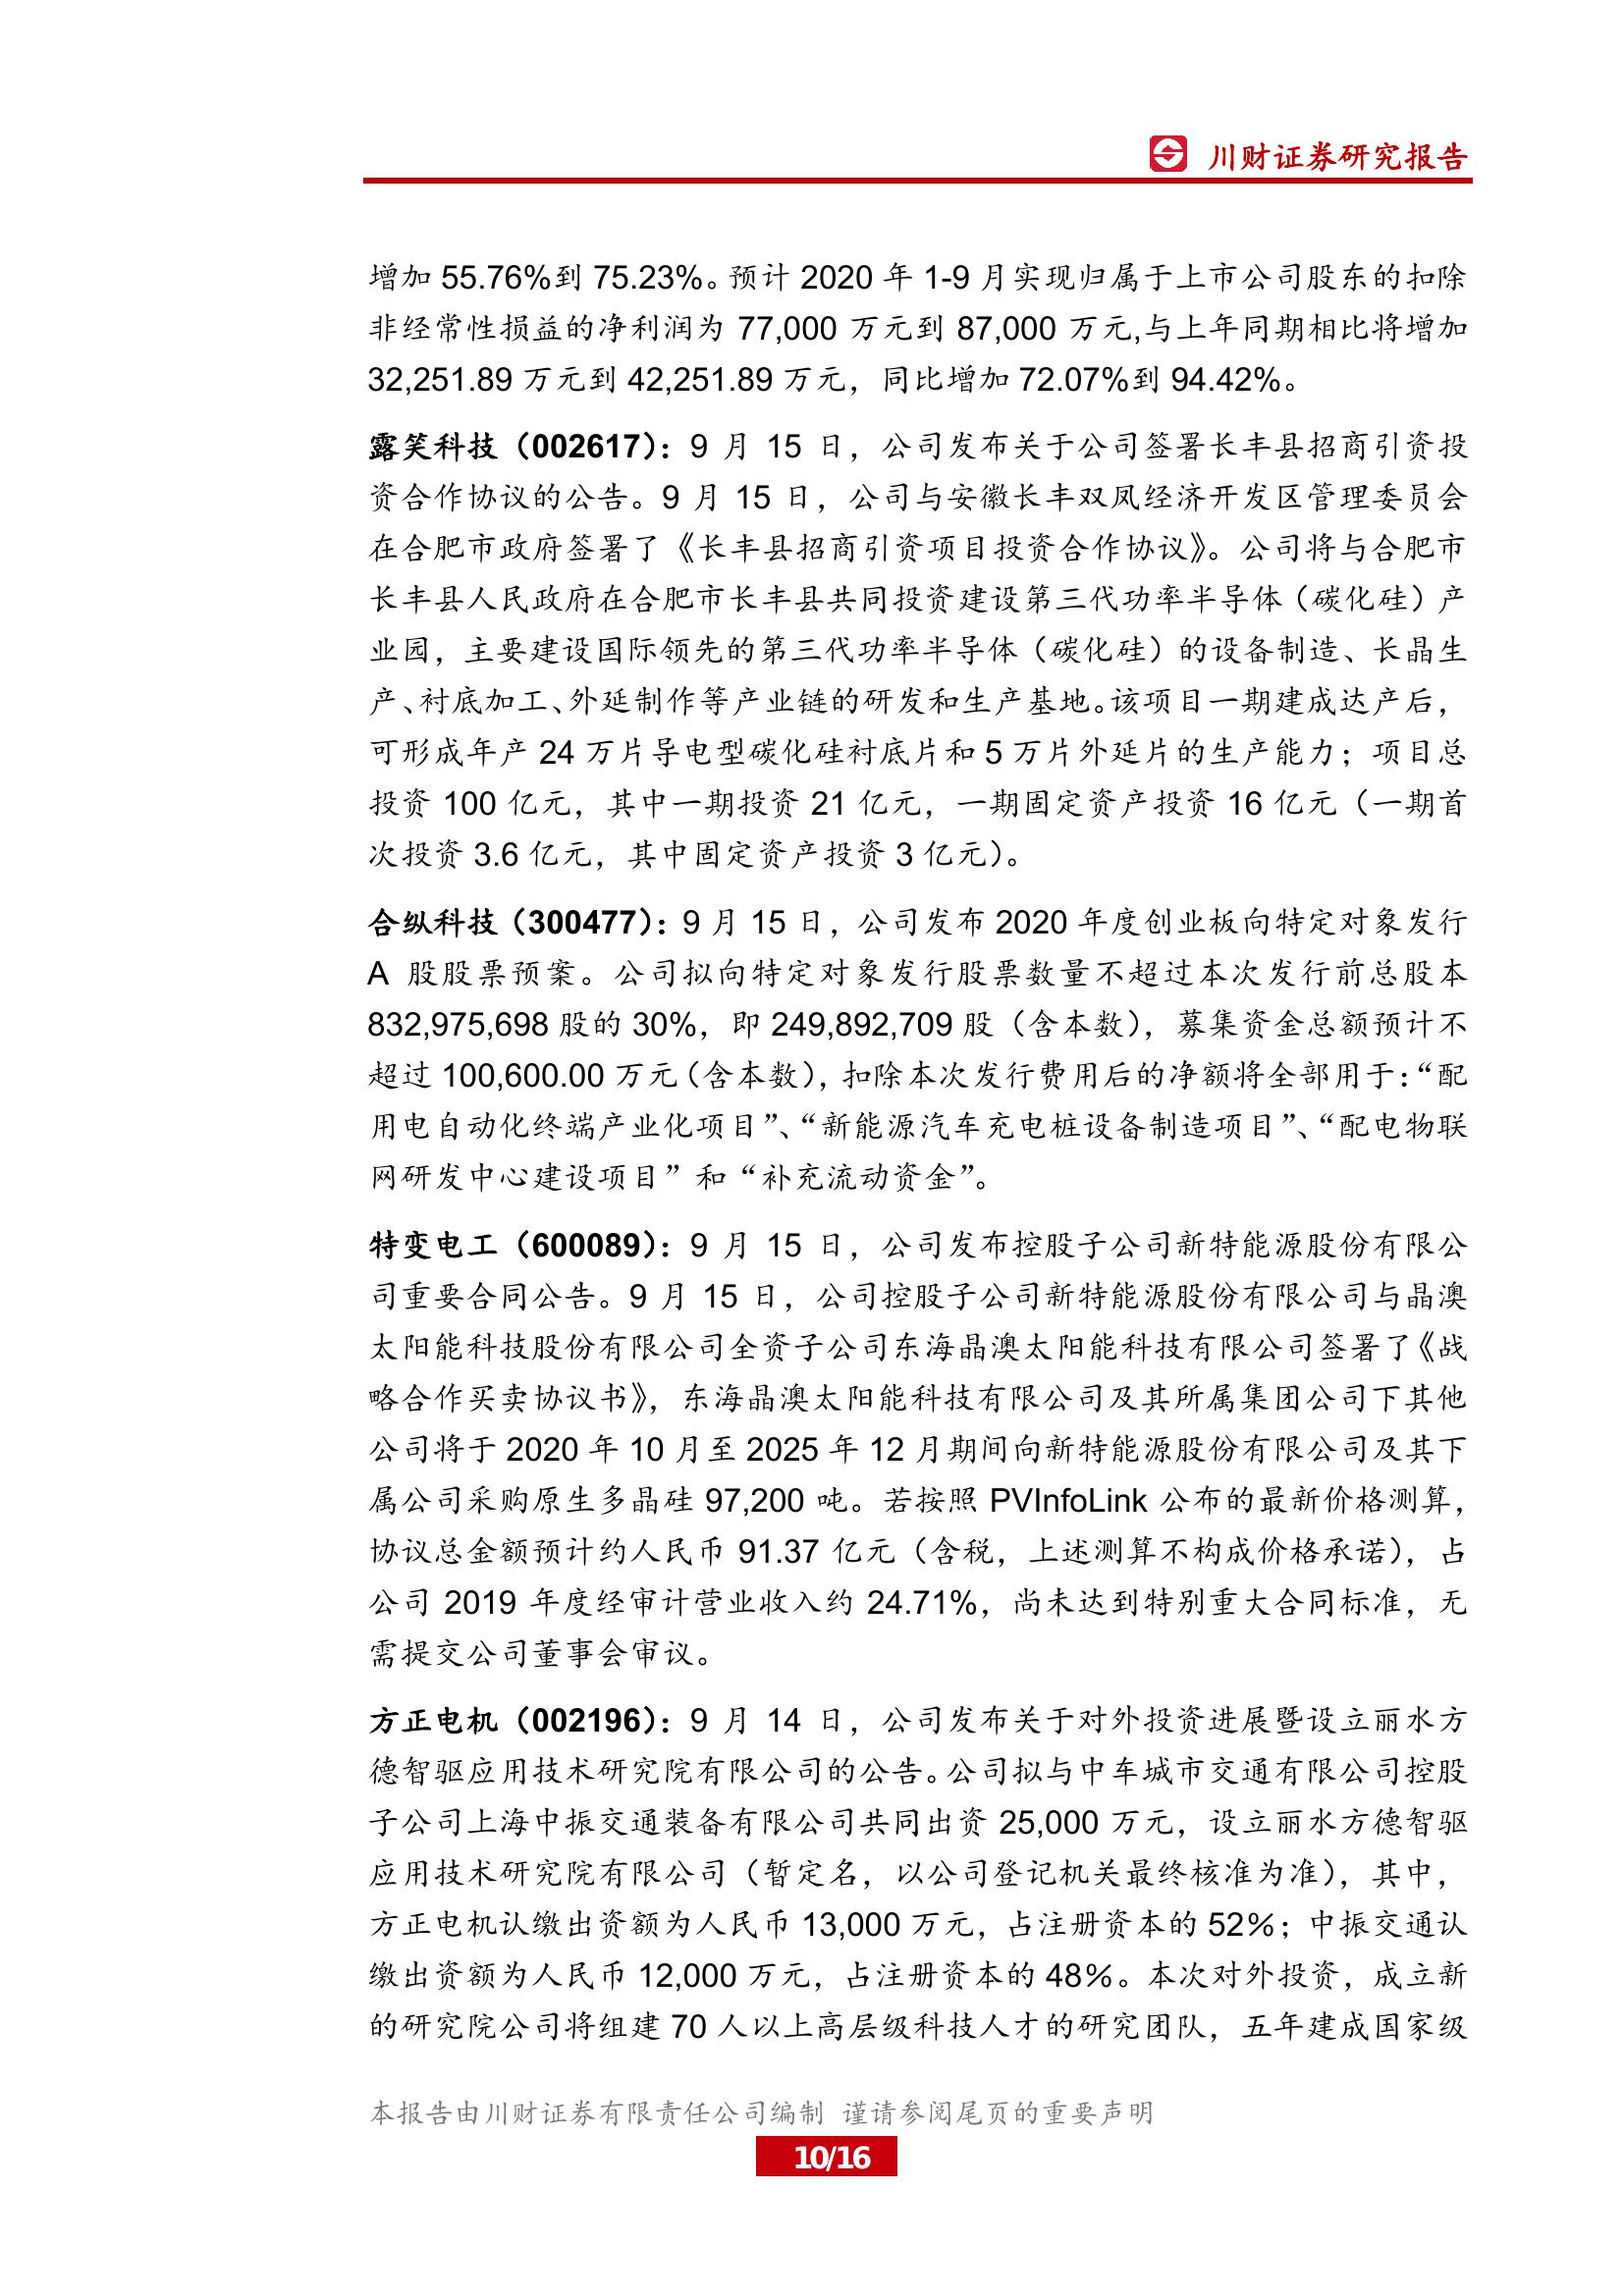 川财证券研究报告
增加 55.76%到 75.23%。预计 2020 年 1-9 月实现归属于上市公司股东的扣除
非经常性损益的净利润为 77,000 万元到 87,000 万元,与上年同期相比将增加
32,251.89 万元到 42,251.89 万元，同比增加 72.07%到 94.42%。
露笑科技（002617）：9 月 15 日，公司发布关于公司签署长丰县招商引资投
资合作协议的公告。9 月 15 日，公司与安徽长丰双凤经济开发区管理委员会
在合肥市政府签署了《长丰县招商引资项目投资合作协议》。公司将与合肥市
长丰县人民政府在合肥市长丰县共同投资建设第三代功率半导体（碳化硅）产
业园，主要建设国际领先的第三代功率半导体（碳化硅）的设备制造、长晶生
产、衬底加工、外延制作等产业链的研发和生产基地。该项目一期建成达产后，
可形成年产 24 万片导电型碳化硅衬底片和 5 万片外延片的生产能力；项目总
投资 100 亿元，其中一期投资 21 亿元，一期固定资产投资 16 亿元（一期首
次投资 3.6 亿元，其中固定资产投资 3 亿元）。
合纵科技（300477）：9 月 15 日，公司发布 2020 年度创业板向特定对象发行
A 股股票预案。公司拟向特定对象发行股票数量不超过本次发行前总股本
832,975,698 股的 30%，即 249,892,709 股（含本数），募集资金总额预计不
超过 100,600.00 万元（含本数），扣除本次发行费用后的净额将全部用于：“配
用电自动化终端产业化项目”、“新能源汽车充电桩设备制造项目”、“配电物联
网研发中心建设项目”和“补充流动资金”。
特变电工（600089）：9 月 15 日，公司发布控股子公司新特能源股份有限公
司重要合同公告。9 月 15 日，公司控股子公司新特能源股份有限公司与晶澳
太阳能科技股份有限公司全资子公司东海晶澳太阳能科技有限公司签署了《战
略合作买卖协议书》，东海晶澳太阳能科技有限公司及其所属集团公司下其他
公司将于 2020 年 10 月至 2025 年 12 月期间向新特能源股份有限公司及其下
属公司采购原生多晶硅 97,200 吨。若按照 PVInfoLink 公布的最新价格测算，
协议总金额预计约人民币 91.37 亿元（含税，上述测算不构成价格承诺），占
公司 2019 年度经审计营业收入约 24.71%，尚未达到特别重大合同标准，无
需提交公司董事会审议。
方正电机（002196）：9 月 14 日，公司发布关于对外投资进展暨设立丽水方
德智驱应用技术研究院有限公司的公告。公司拟与中车城市交通有限公司控股
子公司上海中振交通装备有限公司共同出资 25,000 万元，设立丽水方德智驱
应用技术研究院有限公司（暂定名，以公司登记机关最终核准为准），其中，
方正电机认缴出资额为人民币 13,000 万元，占注册资本的 52％；中振交通认
缴出资额为人民币 12,000 万元，占注册资本的 48％。本次对外投资，成立新
的研究院公司将组建 70 人以上高层级科技人才的研究团队，五年建成国家级
本报告由川财证券有限责任公司编制 谨请参阅尾页的重要声明
10/16